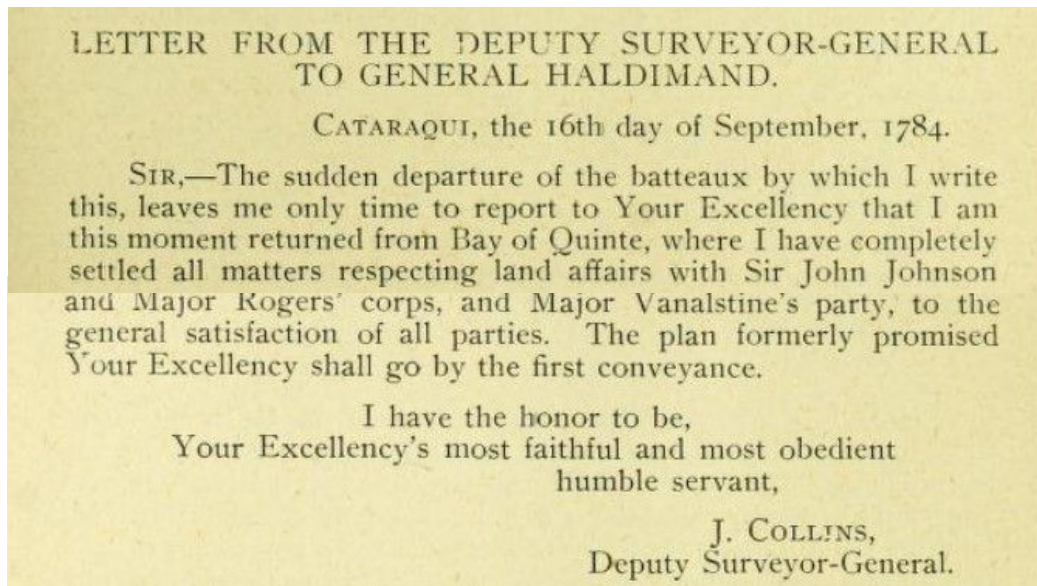 LETTER FROM THE DEPUTY SURVEYOR-GENERAL
TO GENERAL HALDIMAND.
CATARAQUI, the 16th day of September, 1784.
SIR,—The sudden departure of the batteaux by which I write
this, leaves me only time to report to Your Excellency that I am
this moment returned from Bay of Quinte, where I have completely
settled all matters respecting land affairs with Sir John Johnson
and Major Rogers' corps, and Major Vanalstine's party, to the
general satisfaction of all parties. The plan formerly promised
Your Excellency shall go by the first conveyance.
I have the honor to be,
Your Excellency's most faithful and most obedient
humble servant,
J. COLLINS,
Deputy Surveyor-General.